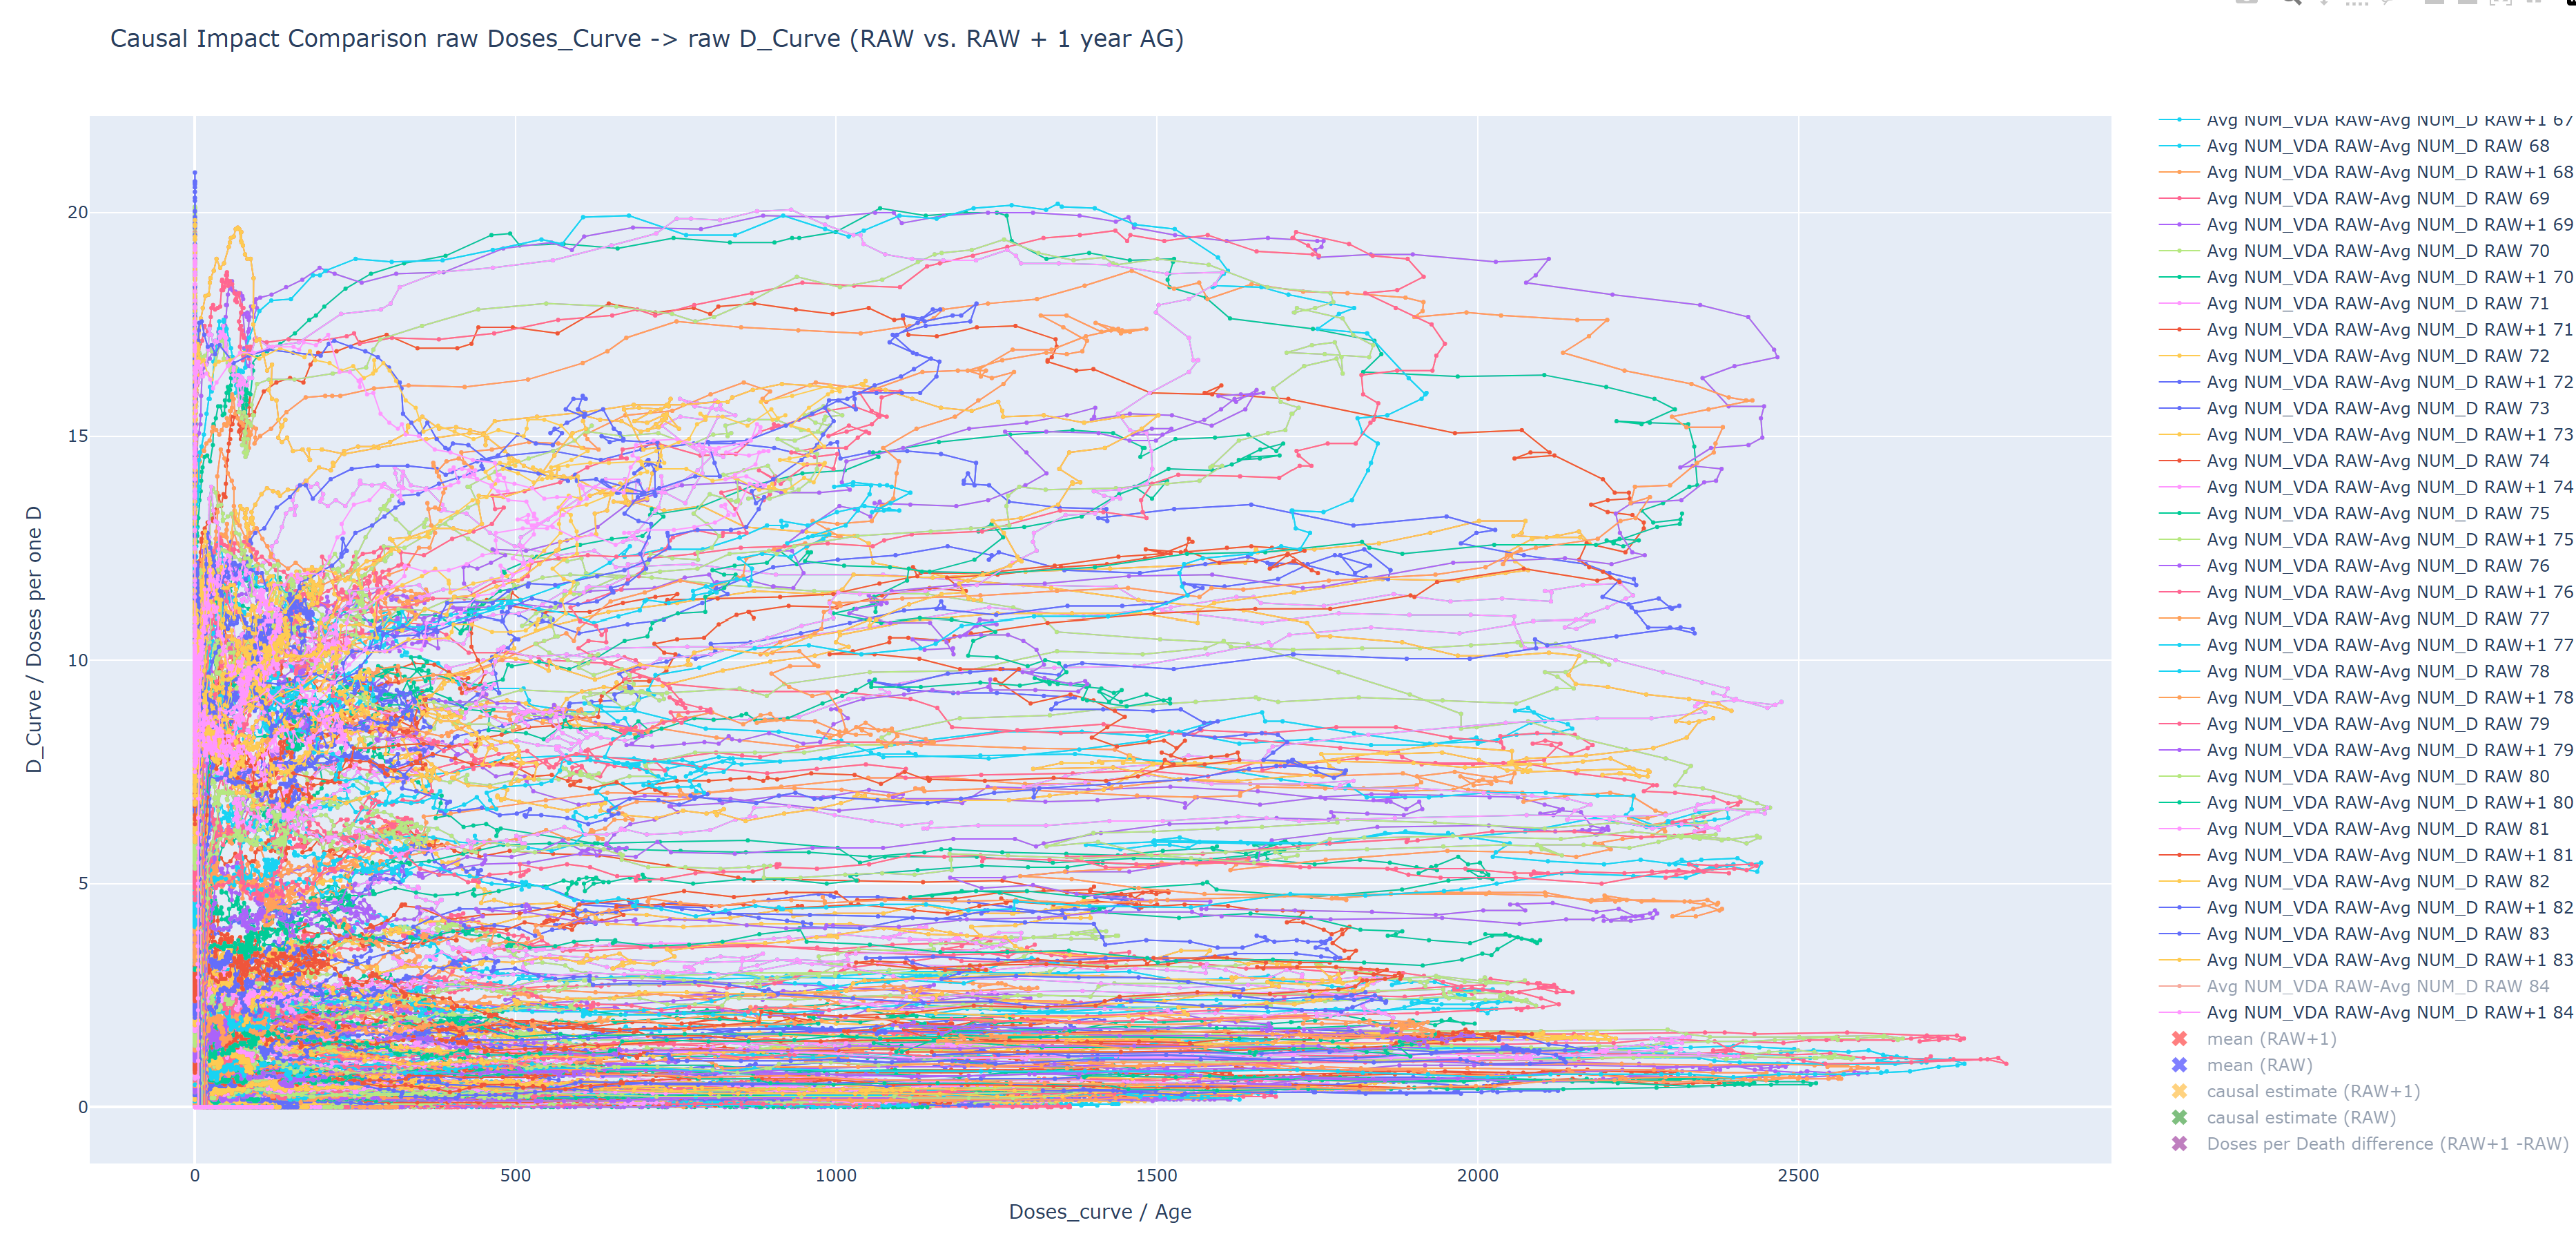 Causal Impact Comparison raw Doses_Curve -> raw D_Curve (RAW vs. RAW + 1 year AG)
D_Curve / Doses per one D
20
15
10
5
0
0
500
1000
1500
2000
2500
Doses_curve / Age
Avg NUM_VDA RAW-Avg NUM_D RAW+1 67
Avg NUM_VDA RAW-Avg NUM_D RAW 68
Avg NUM_VDA RAW-Avg NUM_D RAW+1 68
Avg NUM_VDA RAW-Avg NUM_D RAW 69
Avg NUM_VDA RAW-Avg NUM_D RAW+1 69
Avg NUM_VDA RAW-Avg NUM_D RAW 70
Avg NUM_VDA RAW-Avg NUM_D RAW+1 70
Avg NUM_VDA RAW-Avg NUM_D RAW 71
Avg NUM_VDA RAW-Avg NUM_D RAW+1 71
Avg NUM_VDA RAW-Avg NUM_D RAW 72
Avg NUM_VDA RAW-Avg NUM_D RAW+1 72
Avg NUM_VDA RAW-Avg NUM_D RAW 73
Avg NUM_VDA RAW-Avg NUM_D RAW+1 73
Avg NUM_VDA RAW-Avg NUM_D RAW 74
Avg NUM_VDA RAW-Avg NUM_D RAW+1 74
Avg NUM_VDA RAW-Avg NUM_D RAW 75
Avg NUM_VDA RAW-Avg NUM_D RAW+1 75
Avg NUM_VDA RAW-Avg NUM_D RAW 76
Avg NUM_VDA RAW-Avg NUM_D RAW+1 76
Avg NUM_VDA RAW-Avg NUM_D RAW 77
Avg NUM_VDA RAW-Avg NUM_D RAW+1 77
Avg NUM_VDA RAW-Avg NUM_D RAW 78
Avg NUM_VDA RAW-Avg NUM_D RAW+1 78
Avg NUM_VDA RAW-Avg NUM_D RAW 79
Avg NUM_VDA RAW-Avg NUM_D RAW+1 79
Avg NUM_VDA RAW-Avg NUM_D RAW 80
Avg NUM_VDA RAW-Avg NUM_D RAW+1 80
Avg NUM_VDA RAW-Avg NUM_D RAW 81
Avg NUM_VDA RAW-Avg NUM_D RAW+1 81
Avg NUM_VDA RAW-Avg NUM_D RAW 82
Avg NUM_VDA RAW-Avg NUM_D RAW+1 82
Avg NUM_VDA RAW-Avg NUM_D RAW 83
Avg NUM_VDA RAW-Avg NUM_D RAW+1 83
Avg NUM_VDA RAW-Avg NUM_D RAW 84
Avg NUM_VDA RAW-Avg NUM_D RAW+1 84
mean (RAW+1)
mean (RAW)
causal estimate (RAW+1)
causal estimate (RAW)
Doses per Death difference (RAW+1 -RAW)